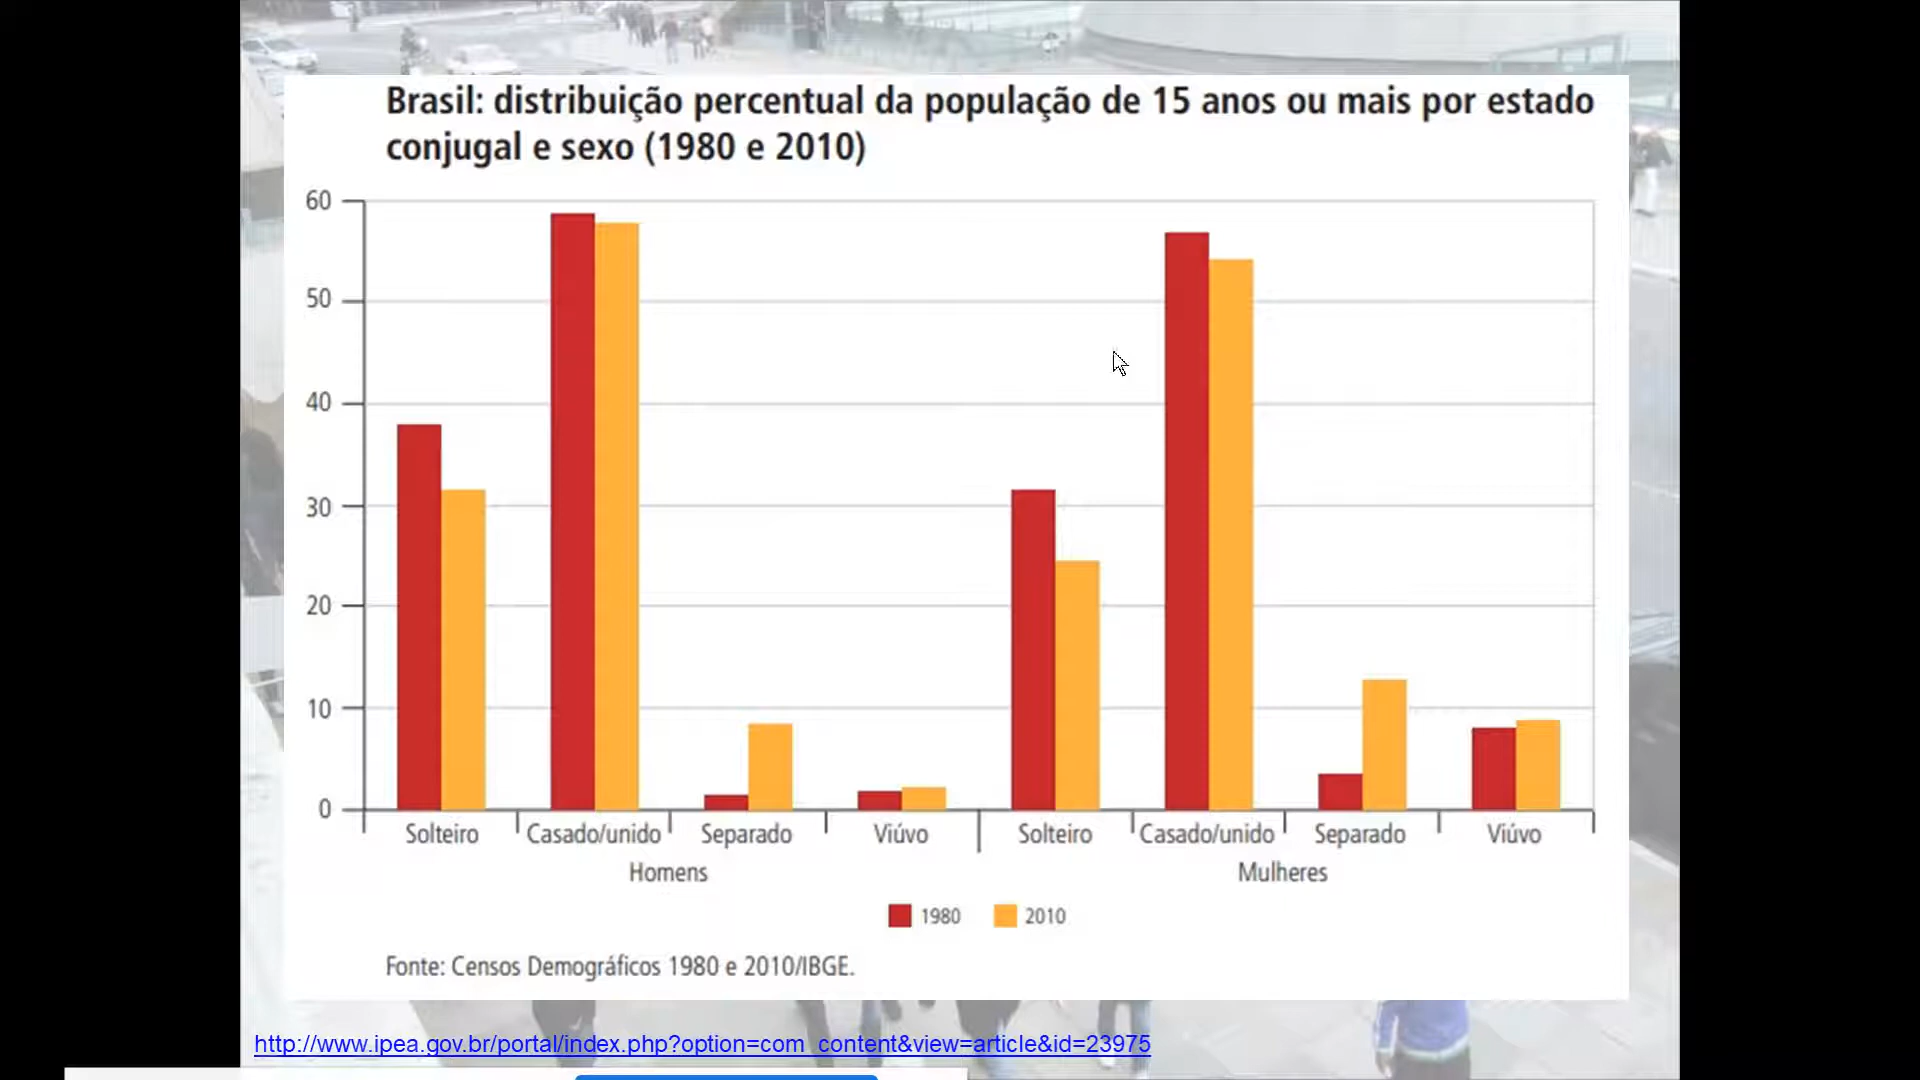 Brasil: distribuição percentual da população de 15 anos ou mais por estado
conjugal e sexo (1980 e 2010)
60
50
40
30
20
10
0
Solteiro Casado/unido Separado Viúvo Solteiro Casado/unido Separado Viúvo
Homens Mulheres
1980 2010
Fonte: Censos Demográficos 1980 e 2010/IBGE.
http://www.ipea.gov.br/portal/index.php?option=com_content&view=article&id=23975